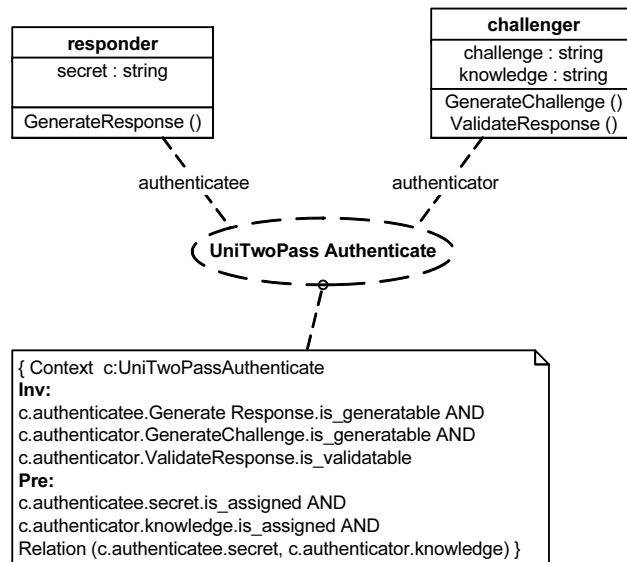 responder
secret : string
GenerateResponse ()
challenger
challenge : string
knowledge : string
GenerateChallenge ()
ValidateResponse ()
authenticatee
authenticator
UniTwoPass Authenticate
{ Context  c:UniTwoPassAuthenticate
Inv:
c.authenticatee.Generate Response.is_generatable AND
c.authenticator.GenerateChallenge.is_generatable AND
c.authenticator.ValidateResponse.is_validatable
Pre:
c.authenticatee.secret.is_assigned AND
c.authenticator.knowledge.is_assigned AND
Relation (c.authenticatee.secret, c.authenticator.knowledge) }